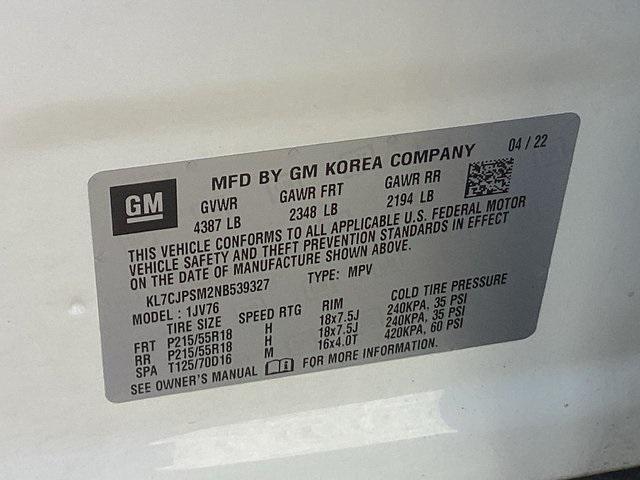 MFD BY GM KOREA COMPANY 04 / 22
GM
GVWR GAWR FRT GAWR RR
4387 LB 2348 LB 2194 LB
THIS VEHICLE CONFORMS TO ALL APPLICABLE U.S. FEDERAL MOTOR
VEHICLE SAFETY AND THEFT PREVENTION STANDARDS IN EFFECT
ON THE DATE OF MANUFACTURE SHOWN ABOVE.
KL7CJPSM2NB539327 TYPE: MPV
MODEL : 1JV76
TIRE SIZE SPEED RTG RIM COLD TIRE PRESSURE
FRT P215/55R18 H 18x7.5J 240KPA, 35 PSI
RR P215/55R18 H 18x7.5J 240KPA, 35 PSI
SPA T125/70D16 M 16x4.0T 420KPA, 60 PSI
SEE OWNER'S MANUAL i FOR MORE INFORMATION.